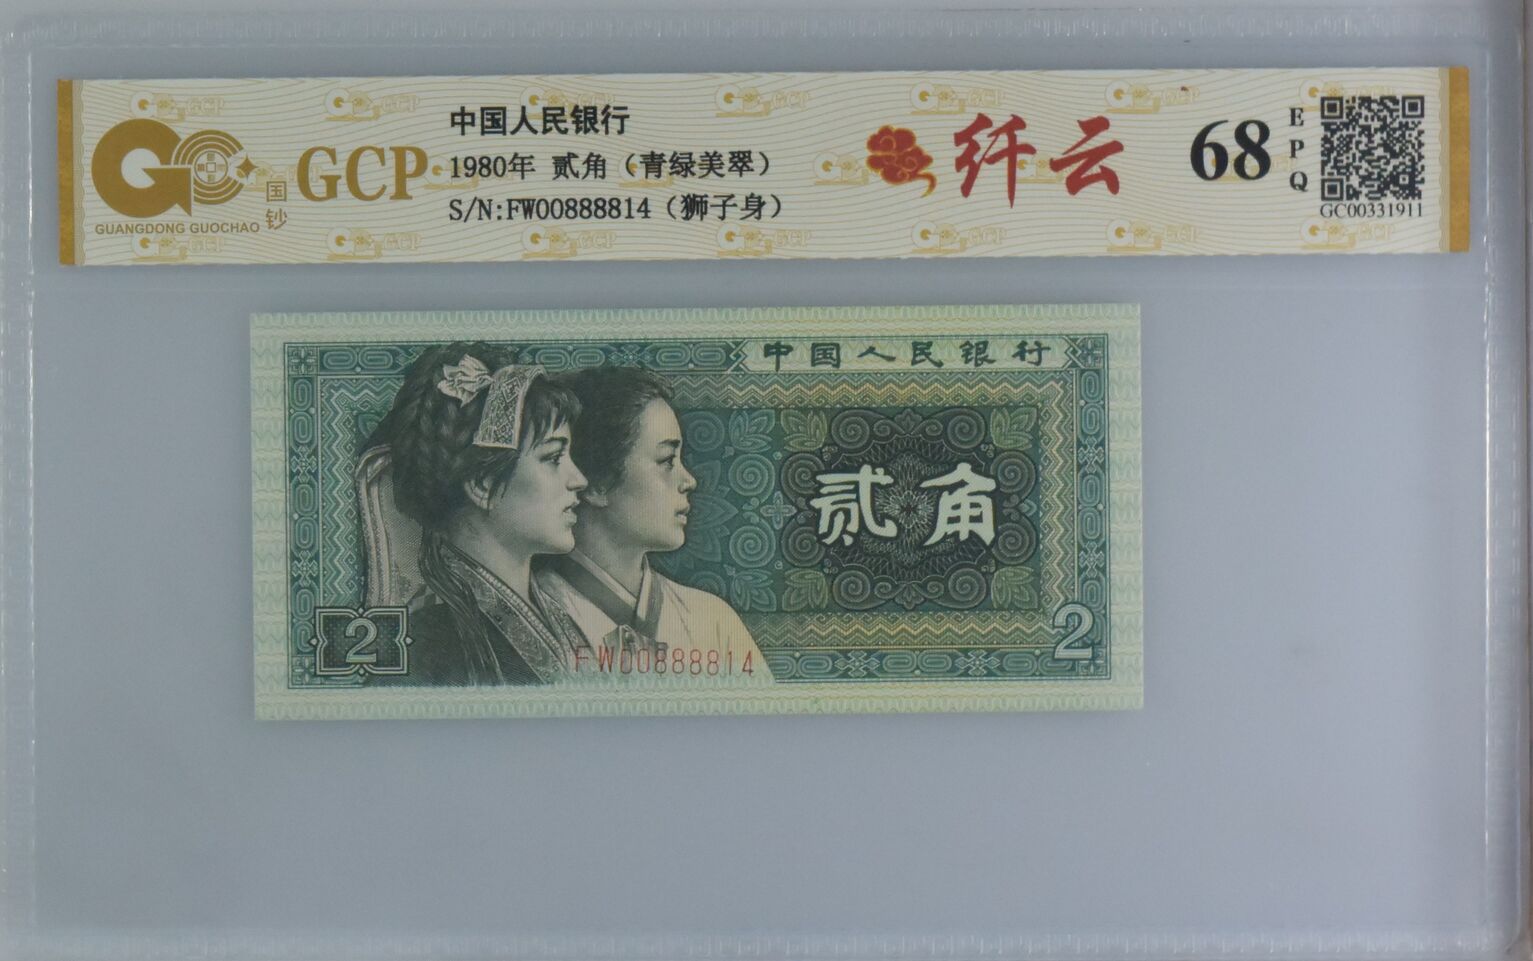 中国人民银行
1980年 贰角（青绿美翠）
S/N:FW00888814（狮子身）
GCP
国钞
GUANGDONG GUOCHAO
纤云
68
EPQ
GC00331911
中国人民银行
贰角
2
2
FW00888814